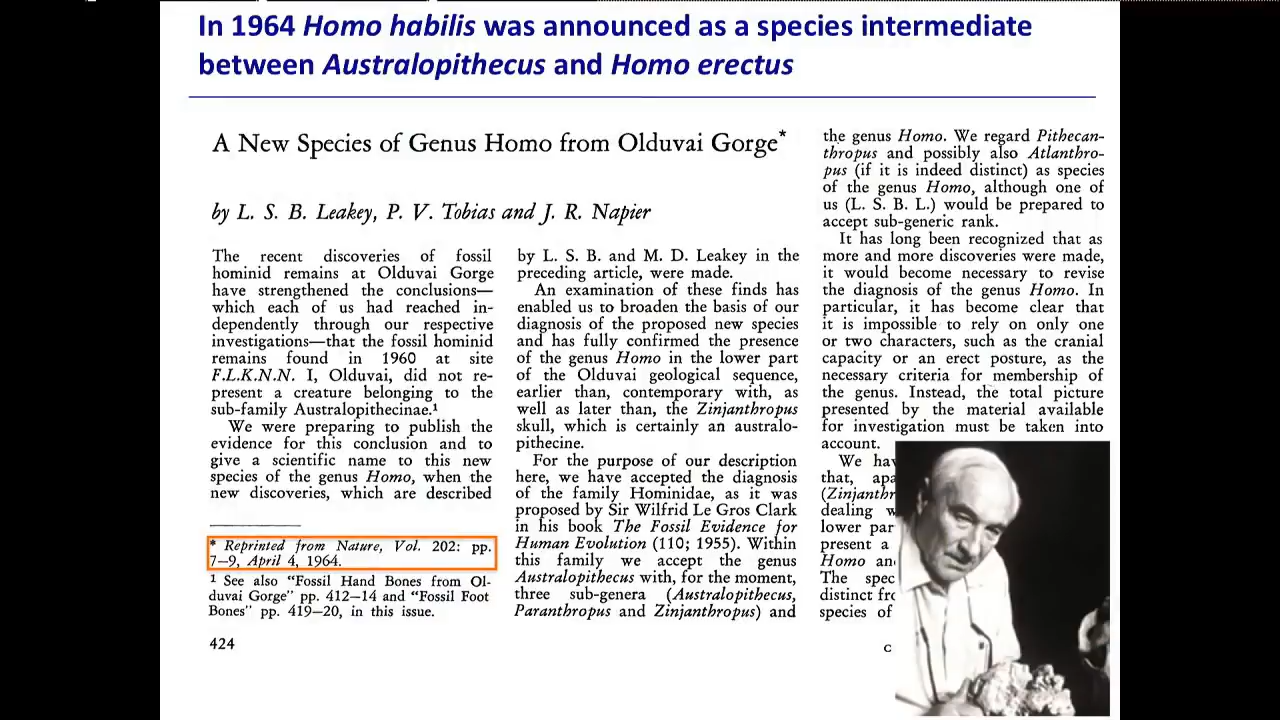 In 1964 Homo habilis was announced as a species intermediate
between Australopithecus and Homo erectus
A New Species of Genus Homo from Olduvai Gorge*
by L. S. B. Leakey, P. V. Tobias and J. R. Napier
The recent discoveries of fossil
hominid remains at Olduvai Gorge
have strengthened the conclusions—
which each of us had reached in-
dependently through our respective
investigations—that the fossil hominid
remains found in 1960 at site
F.L.K.N.N. I, Olduvai, did not re-
present a creature belonging to the
sub-family Australopithecinae.¹
We were preparing to publish the
evidence for this conclusion and to
give a scientific name to this new
species of the genus Homo, when the
new discoveries, which are described
* Reprinted from Nature, Vol. 202: pp.
7–9, April 4, 1964.
¹ See also "Fossil Hand Bones from Ol-
duvai Gorge" pp. 412–14 and "Fossil Foot
Bones" pp. 419–20, in this issue.
424
by L. S. B. and M. D. Leakey in the
preceding article, were made.
An examination of these finds has
enabled us to broaden the basis of our
diagnosis of the proposed new species
and has fully confirmed the presence
of the genus Homo in the lower part
of the Olduvai geological sequence,
earlier than, contemporary with, as
well as later than, the Zinjanthropus
skull, which is certainly an australo-
pithecine.
For the purpose of our description
here, we have accepted the diagnosis
of the family Hominidae, as it was
proposed by Sir Wilfrid Le Gros Clark
in his book The Fossil Evidence for
Human Evolution (110; 1955). Within
this family we accept the genus
Australopithecus with, for the moment,
three sub-genera (Australopithecus,
Paranthropus and Zinjanthropus) and
the genus Homo. We regard Pithecan-
thropus and possibly also Atlanthro-
pus (if it is indeed distinct) as species
of the genus Homo, although one of
us (L. S. B. L.) would be prepared to
accept sub-generic rank.
It has long been recognized that as
more and more discoveries were made,
it would become necessary to revise
the diagnosis of the genus Homo. In
particular, it has become clear that
it is impossible to rely on only one
or two characters, such as the cranial
capacity or an erect posture, as the
necessary criteria for membership of
the genus. Instead, the total picture
presented by the material available
for investigation must be taken into
account.
We hav
that, apa
(Zinjanthr
dealing w
lower par
present a
Homo an
The spec
distinct fro
species of
C